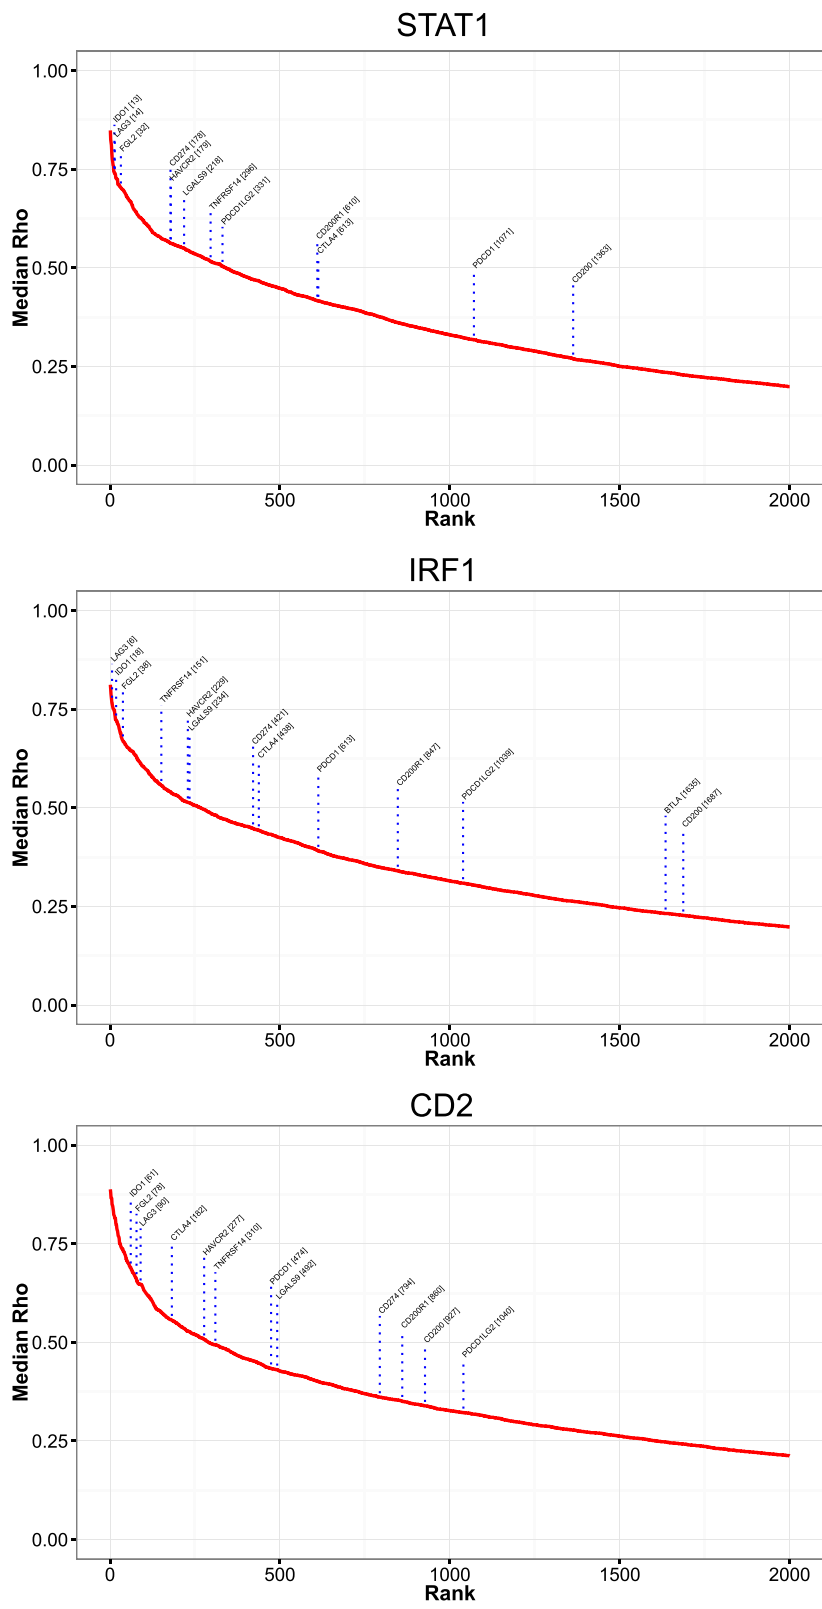 STAT1
Median Rho
1.00
0.75
0.50
0.25
0.00
IDO1 [13]
LAG3 [14]
FGL2 [32]
CD274 [178]
HAVCR2 [179]
LGALS9 [218]
TNFRSF14 [296]
PDCD1LG2 [331]
CD200R1 [610]
CTLA4 [613]
PDCD1 [1071]
CD200 [1363]
0
500
1000
1500
2000
Rank
IRF1
Median Rho
1.00
0.75
0.50
0.25
0.00
LAG3 [6]
IDO1 [18]
FGL2 [38]
TNFRSF14 [151]
HAVCR2 [229]
LGALS9 [234]
CD274 [421]
CTLA4 [438]
PDCD1 [613]
CD200R1 [847]
PDCD1LG2 [1039]
BTLA [1635]
CD200 [1687]
0
500
1000
1500
2000
Rank
CD2
Median Rho
1.00
0.75
0.50
0.25
0.00
IDO1 [61]
FGL2 [78]
LAG3 [90]
CTLA4 [182]
HAVCR2 [277]
TNFRSF14 [310]
PDCD1 [474]
LGALS9 [492]
CD274 [794]
CD200R1 [860]
CD200 [927]
PDCD1LG2 [1040]
0
500
1000
1500
2000
Rank